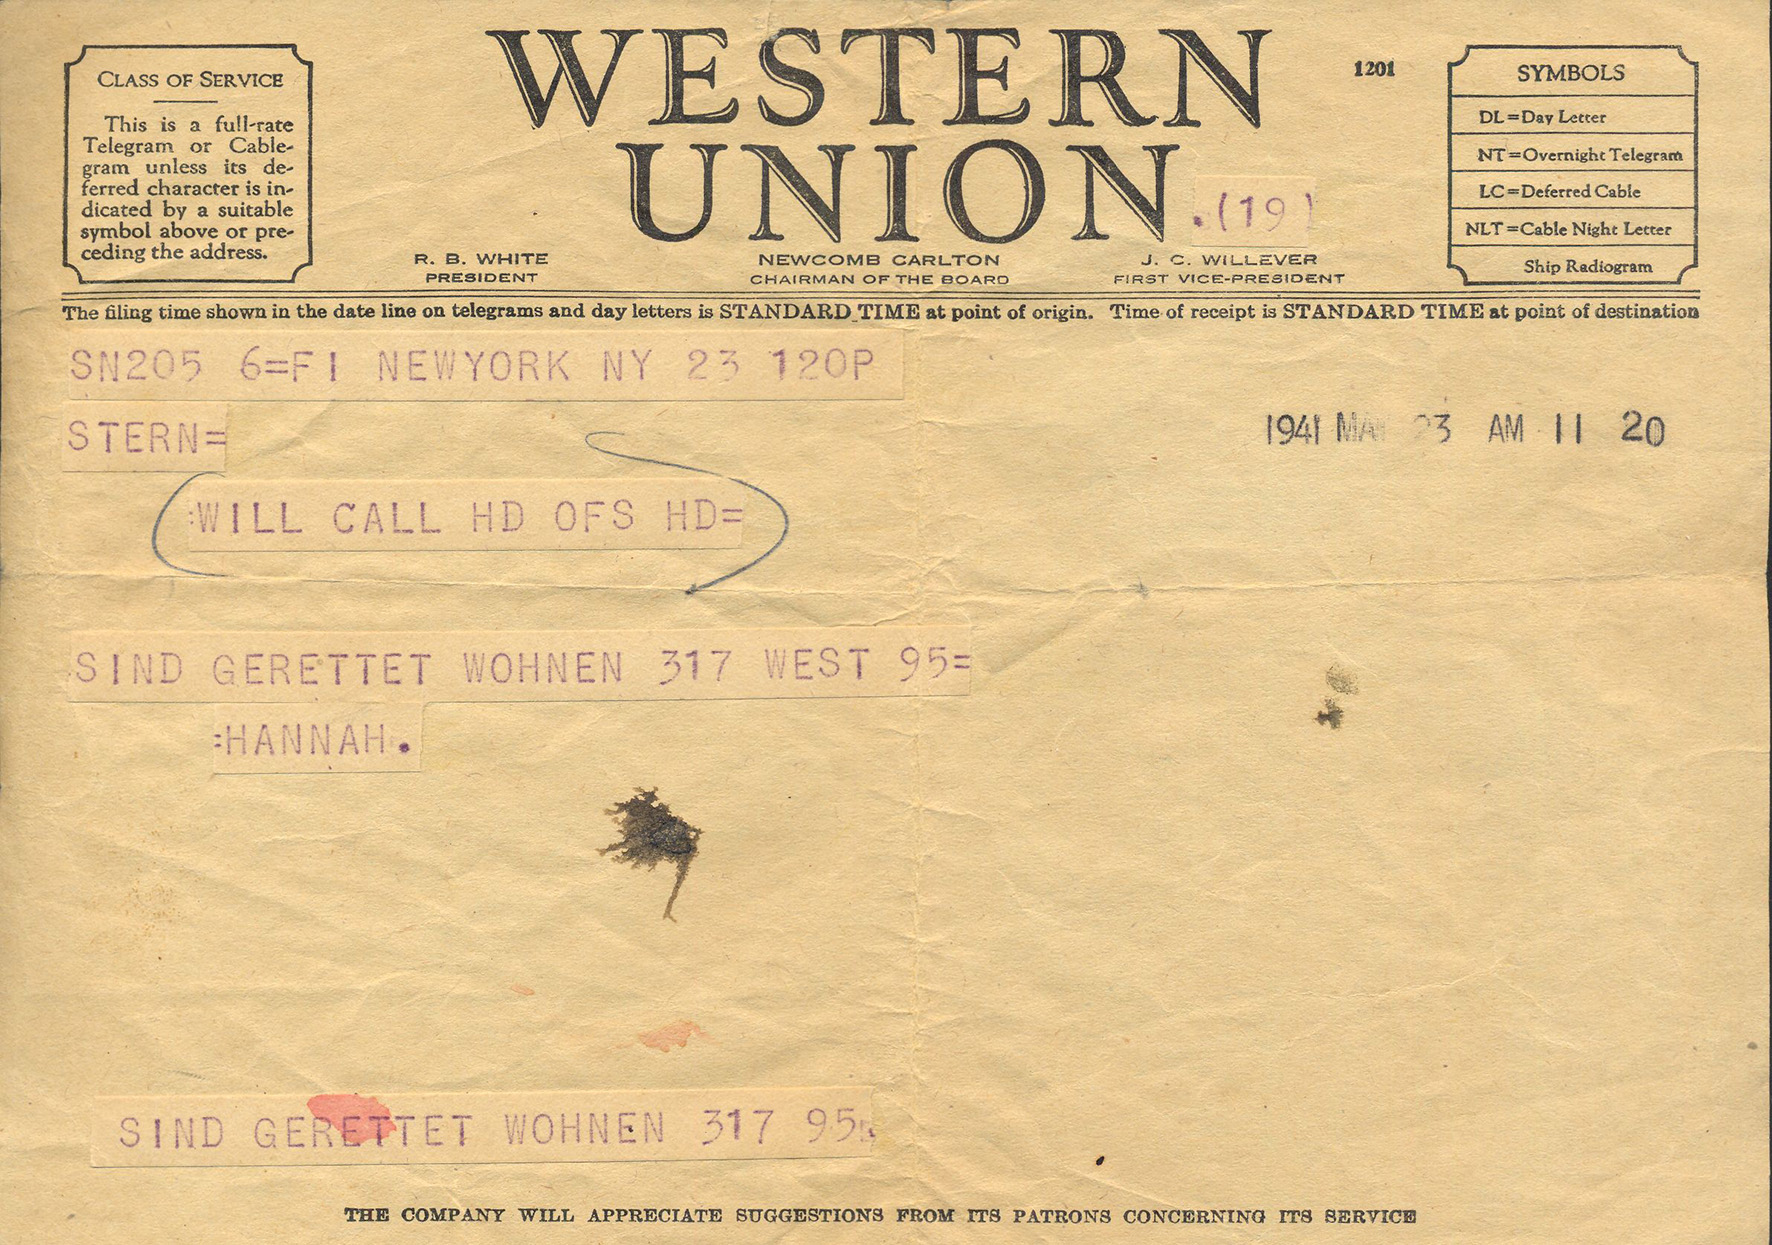 WESTERN
UNION
1201
.(19)
CLASS OF SERVICE
This is a full-rate
Telegram or Cable-
gram unless its de-
ferred character is in-
dicated by a suitable
symbol above or pre-
ceding the address.
SYMBOLS
DL=Day Letter
NT=Overnight Telegram
LC=Deferred Cable
NLT=Cable Night Letter
Ship Radiogram
R. B. WHITE
PRESIDENT
NEWCOMB CARLTON
CHAIRMAN OF THE BOARD
J. C. WILLEVER
FIRST VICE-PRESIDENT
The filing time shown in the date line on telegrams and day letters is STANDARD TIME at point of origin. Time of receipt is STANDARD TIME at point of destination
SN205 6=FI NEWYORK NY 23 120P
1941 23 AM 11 20
STERN=
:WILL CALL HD OFS HD=
SIND GERETTET WOHNEN 317 WEST 95=
:HANNAH.
SIND GERETTET WOHNEN 317 95
THE COMPANY WILL APPRECIATE SUGGESTIONS FROM ITS PATRONS CONCERNING ITS SERVICE